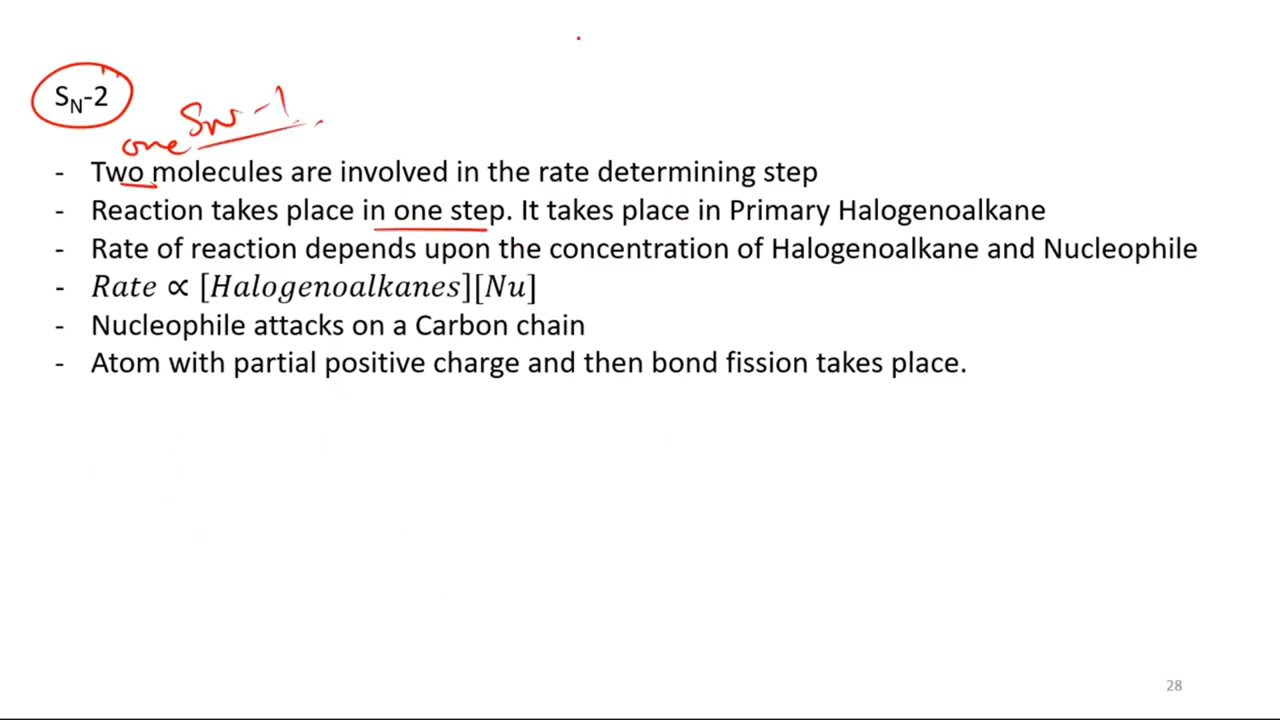 S_N-2
SN-1
one
- Two molecules are involved in the rate determining step
- Reaction takes place in one step. It takes place in Primary Halogenoalkane
- Rate of reaction depends upon the concentration of Halogenoalkane and Nucleophile
- Rate ∝ [Halogenoalkanes][Nu]
- Nucleophile attacks on a Carbon chain
- Atom with partial positive charge and then bond fission takes place.
28